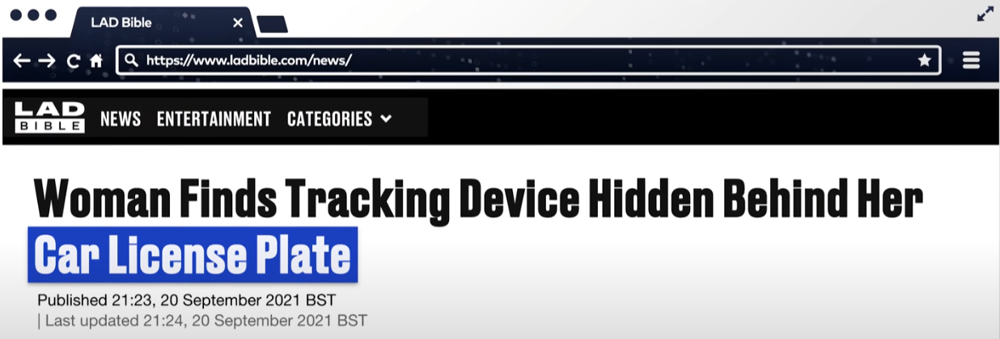 LAD Bible
https://www.ladbible.com/news/
LAD
BIBLE
NEWS ENTERTAINMENT CATEGORIES
Woman Finds Tracking Device Hidden Behind Her
Car License Plate
Published 21:23, 20 September 2021 BST
| Last updated 21:24, 20 September 2021 BST